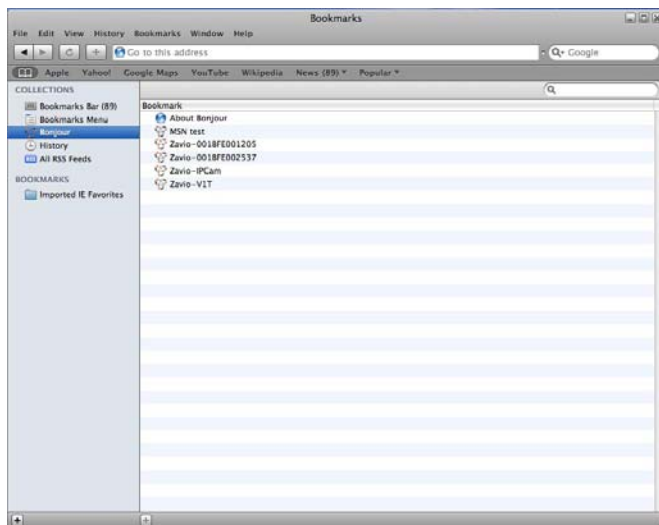 Bookmarks
File Edit View History Bookmarks Window Help
Go to this address
Google
Apple Yahoo! Google Maps YouTube Wikipedia News (89) Popular
COLLECTIONS
Bookmarks Bar (89)
Bookmark
Bookmarks Menu
About Bonjour
Bonjour
MSN test
History
Zavio-0018FE001205
All RSS Feeds
Zavio-0018FE002537
Zavio-IPCam
BOOKMARKS
Zavio-V1T
Imported IE Favorites